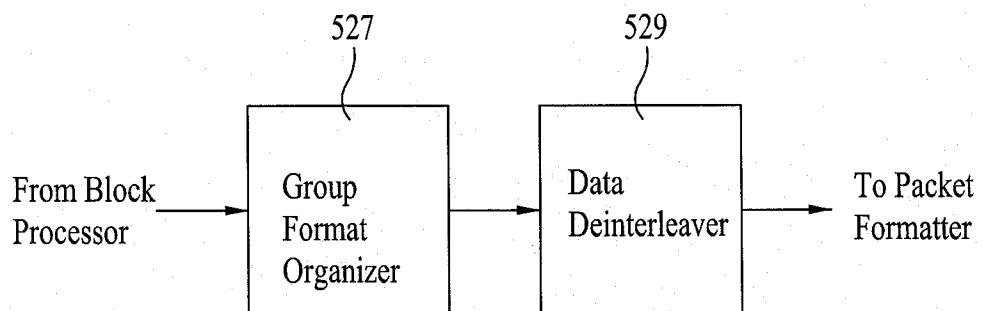 527
529
From Block
Processor
Group
Format
Organizer
Data
Deinterleaver
To Packet
Formatter